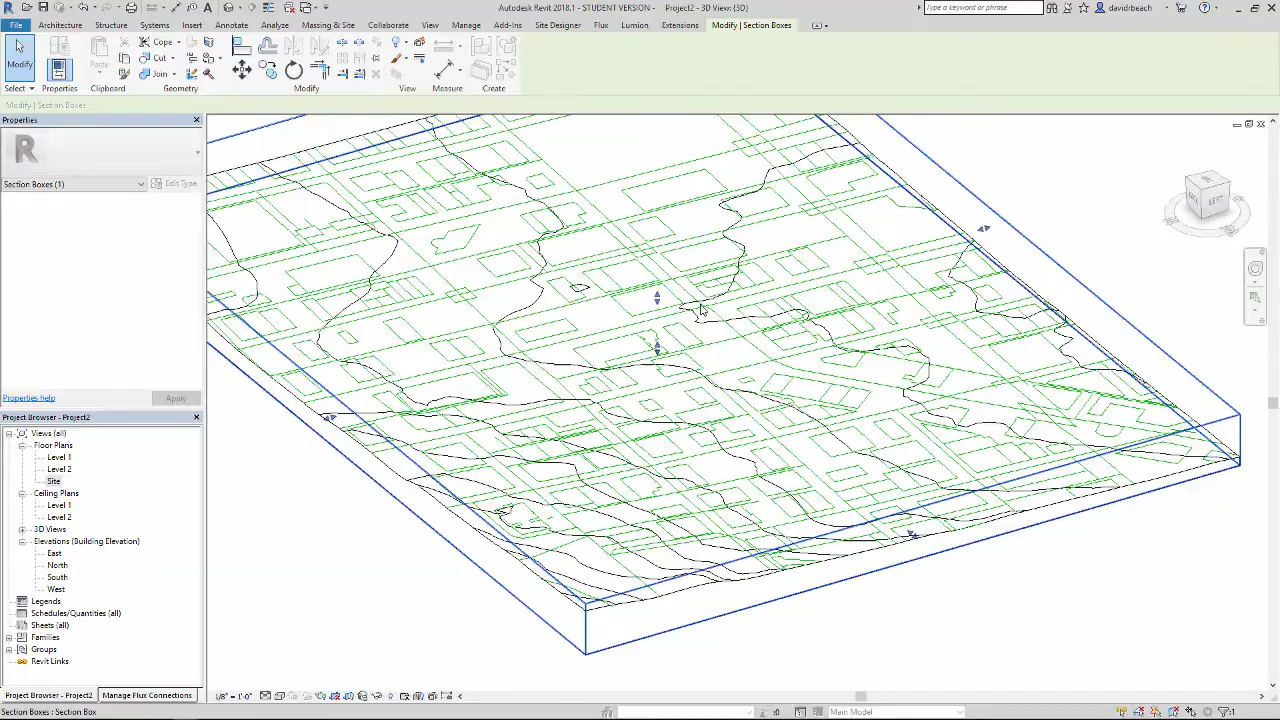 Autodesk Revit 2018.1 - STUDENT VERSION - Project2 - 3D View: {3D}
Type a keyword or phrase
davidbeach
File Architecture Structure Systems Insert Annotate Analyze Massing & Site Collaborate View Manage Add-Ins Site Designer Flux Lumion Extensions Modify | Section Boxes
Modify
Paste
Cope
Cut
Join
Select Properties Clipboard Geometry Modify View Measure Create
Modify | Section Boxes
Properties
Section Boxes (1)
Edit Type
Properties help
Apply
LEFT
Project Browser - Project2
Views (all)
Floor Plans
Level 1
Level 2
Site
Ceiling Plans
Level 1
Level 2
3D Views
Elevations (Building Elevation)
East
North
South
West
Legends
Schedules/Quantities (all)
Sheets (all)
Families
Groups
Revit Links
Project Browser - Project2
Manage Flux Connections
1/8" = 1'-0"
Section Boxes : Section Box
:0
Main Model
:1